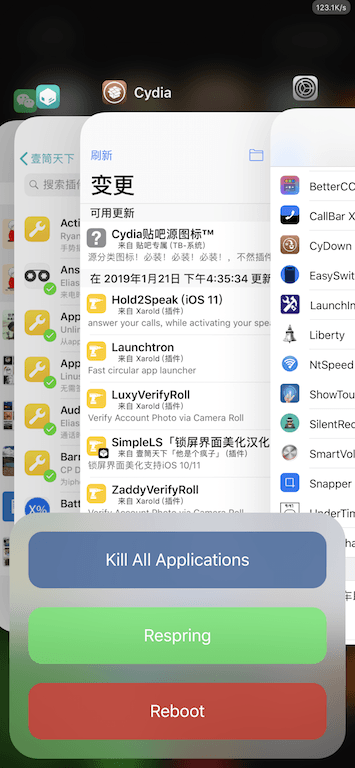 123.1K/s
Cydia
壹简天下
搜索插
Acti
Ryan
手势
Ans
来电
App
Unlin
从ap
App
Linus
无需
Aud
通话
Barr
CP D
为ip
Batt
X%
刷新
变更
可用更新
Cydia贴吧源图标™
来自 贴吧专属 (TB-系统)
源分类图标！必装！必装！必装！，不然插件
在 2019年1月21日 下午4:35:34 更新
Hold2Speak (iOS 11)
来自 Xarold (插件)
answer your calls, while activating your spea
Launchtron
来自 Xarold (插件)
Fast circular app launcher
LuxyVerifyRoll
来自 Xarold (插件)
Verify Account Photo via Camera Roll
SimpleLS「锁屏界面美化汉化
来自 壹简天下『他是个疯子』 (插件)
锁屏界面美化支持iOS 10/11
ZaddyVerifyRoll
来自 Xarold (插件)
Verify Account Photo via Camera Roll
BetterCC
CallBar X
CyDown
EasySwit
LaunchIn
Liberty
NtSpeed
ShowTou
SilentRec
SmartVol
Snapper
UnderTim
Kill All Applications
Respring
Reboot